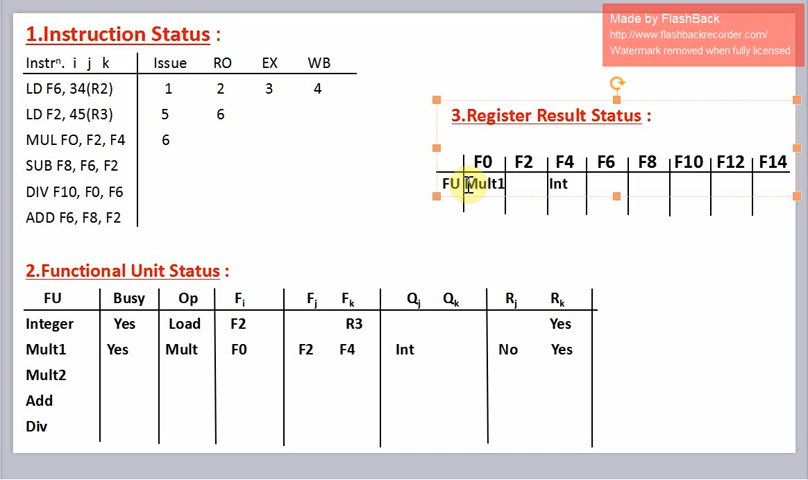 Made by FlashBack
http://www.flashbackrecorder.com/
Watermark removed when fully licensed
1.Instruction Status :
Instrⁿ. i j k Issue RO EX WB
LD F6, 34(R2) 1 2 3 4
LD F2, 45(R3) 5 6
MUL FO, F2, F4 6
SUB F8, F6, F2
DIV F10, F0, F6
ADD F6, F8, F2
3.Register Result Status :
F0 F2 F4 F6 F8 F10 F12 F14
FU Mult1 Int
2.Functional Unit Status :
FU Busy Op Fi Fj Fk Qj Qk Rj Rk
Integer Yes Load F2 R3 Yes
Mult1 Yes Mult F0 F2 F4 Int No Yes
Mult2
Add
Div